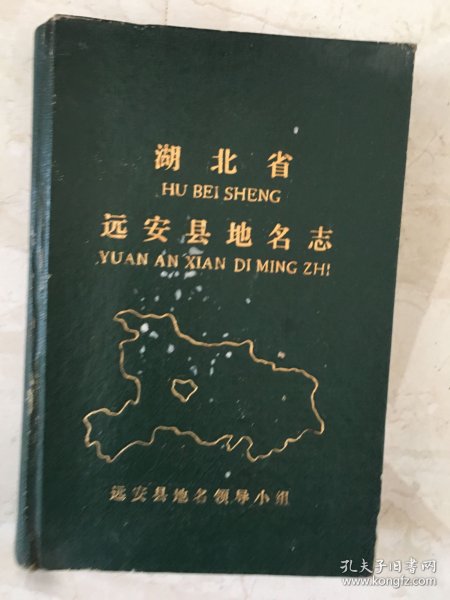 湖北省
HU BEI SHENG
远安县地名志
YUAN AN XIAN DI MING ZHI
远安县地名领导小组
孔夫子旧书网
www.kongfz.com